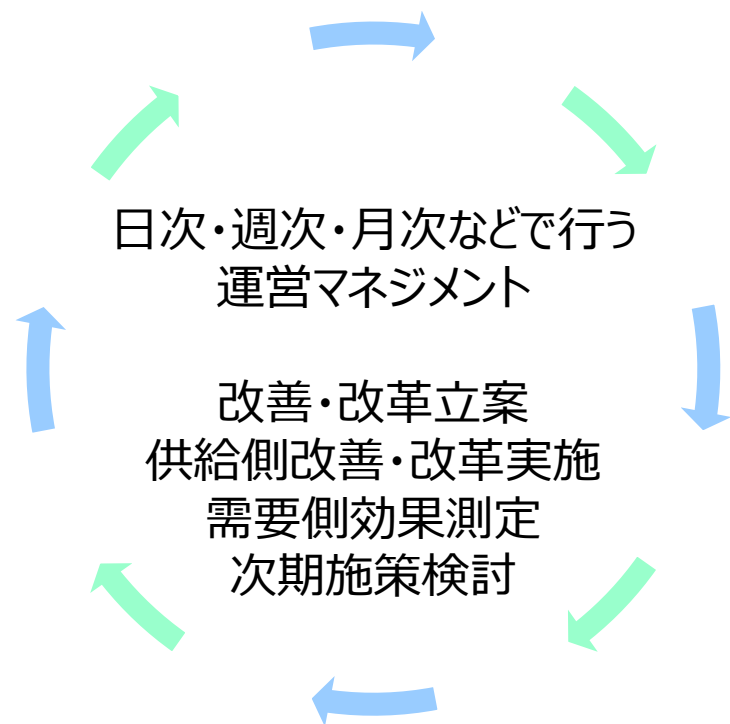 日次・週次・月次などで行う
運営マネジメント
改善・改革立案
供給側改善・改革実施
需要側効果測定
次期施策検討